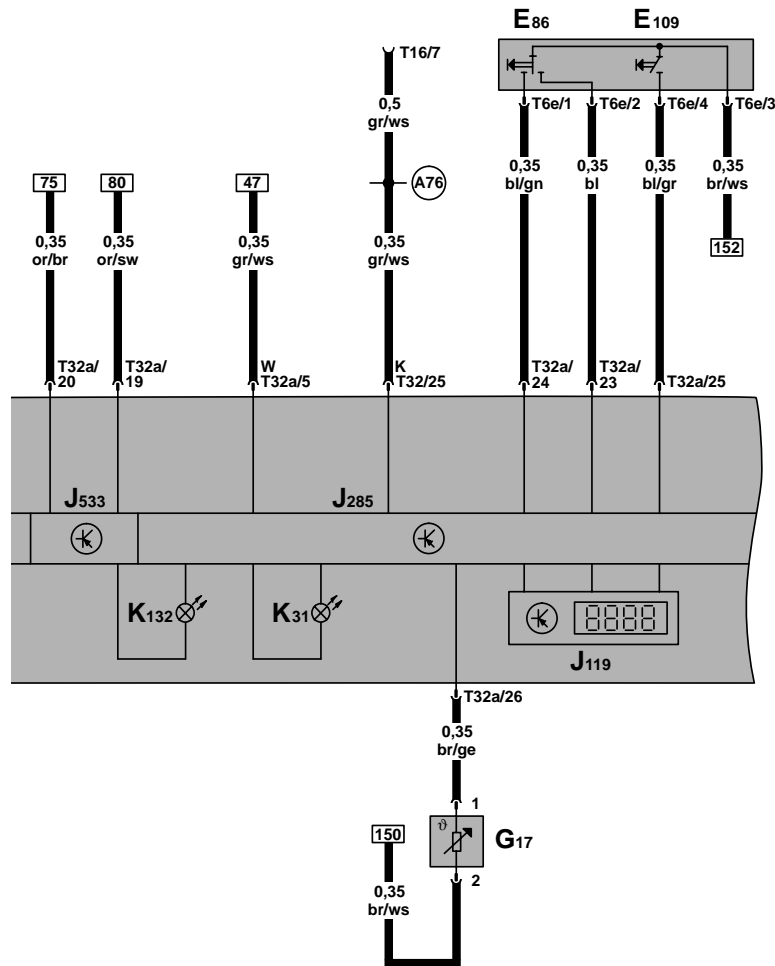 E86
E109
T16/7
T6e/1
T6e/2
T6e/4
T6e/3
0,5
gr/ws
0,35
bl/gn
0,35
bl
0,35
bl/gr
0,35
br/ws
75
80
47
A76
0,35
or/br
0,35
or/sw
0,35
gr/ws
0,35
gr/ws
152
T32a/
20
T32a/
19
W
T32a/5
K
T32/25
T32a/
24
T32a/
23
T32a/25
J533
J285
K132
K31
8888
J119
T32a/26
0,35
br/ge
1
150
ϑ
G17
2
0,35
br/ws